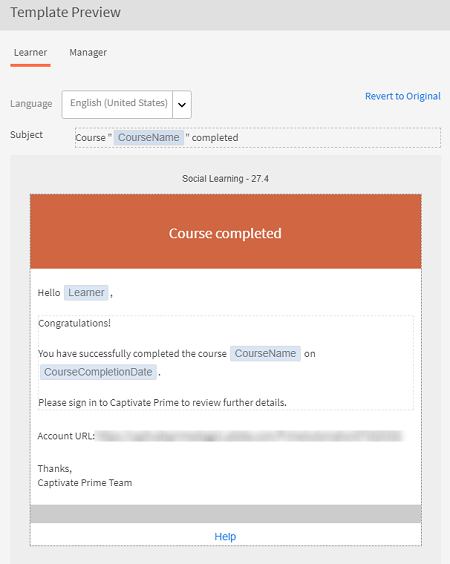 Template Preview
Learner Manager
Language English (United States) Revert to Original
Subject Course " CourseName " completed
Social Learning - 27.4
Course completed
Hello Learner ,
Congratulations!
You have successfully completed the course CourseName on
CourseCompletionDate .
Please sign in to Captivate Prime to review further details.
Account URL:
Thanks,
Captivate Prime Team
Help